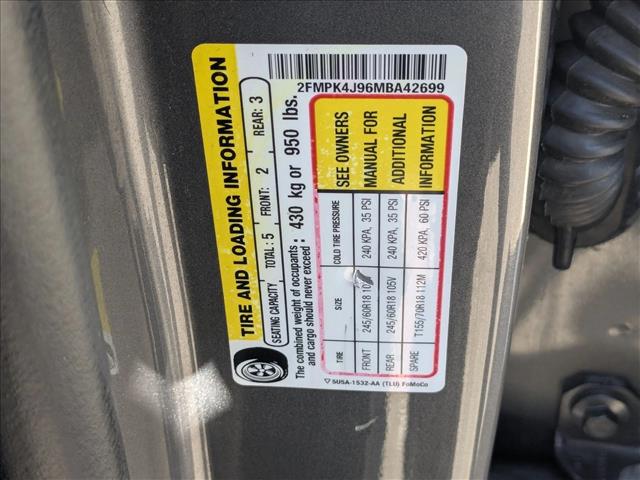 TIRE AND LOADING INFORMATION
SEATING CAPACITY TOTAL: 5 FRONT: 2 REAR: 3
The combined weight of occupants and cargo should never exceed: 430 kg or 950 lbs.
2FMPK4J96MBA42699
TIRE SIZE COLD TIRE PRESSURE
FRONT 245/60R18 240 KPA, 35 PSI
REAR 245/60R18 105V 240 KPA, 35 PSI
SPARE T155/70R18 112M 420 KPA, 60 PSI
SEE OWNERS
MANUAL FOR
ADDITIONAL
INFORMATION
5U5A-1532-AA (TLU) FoMoCo